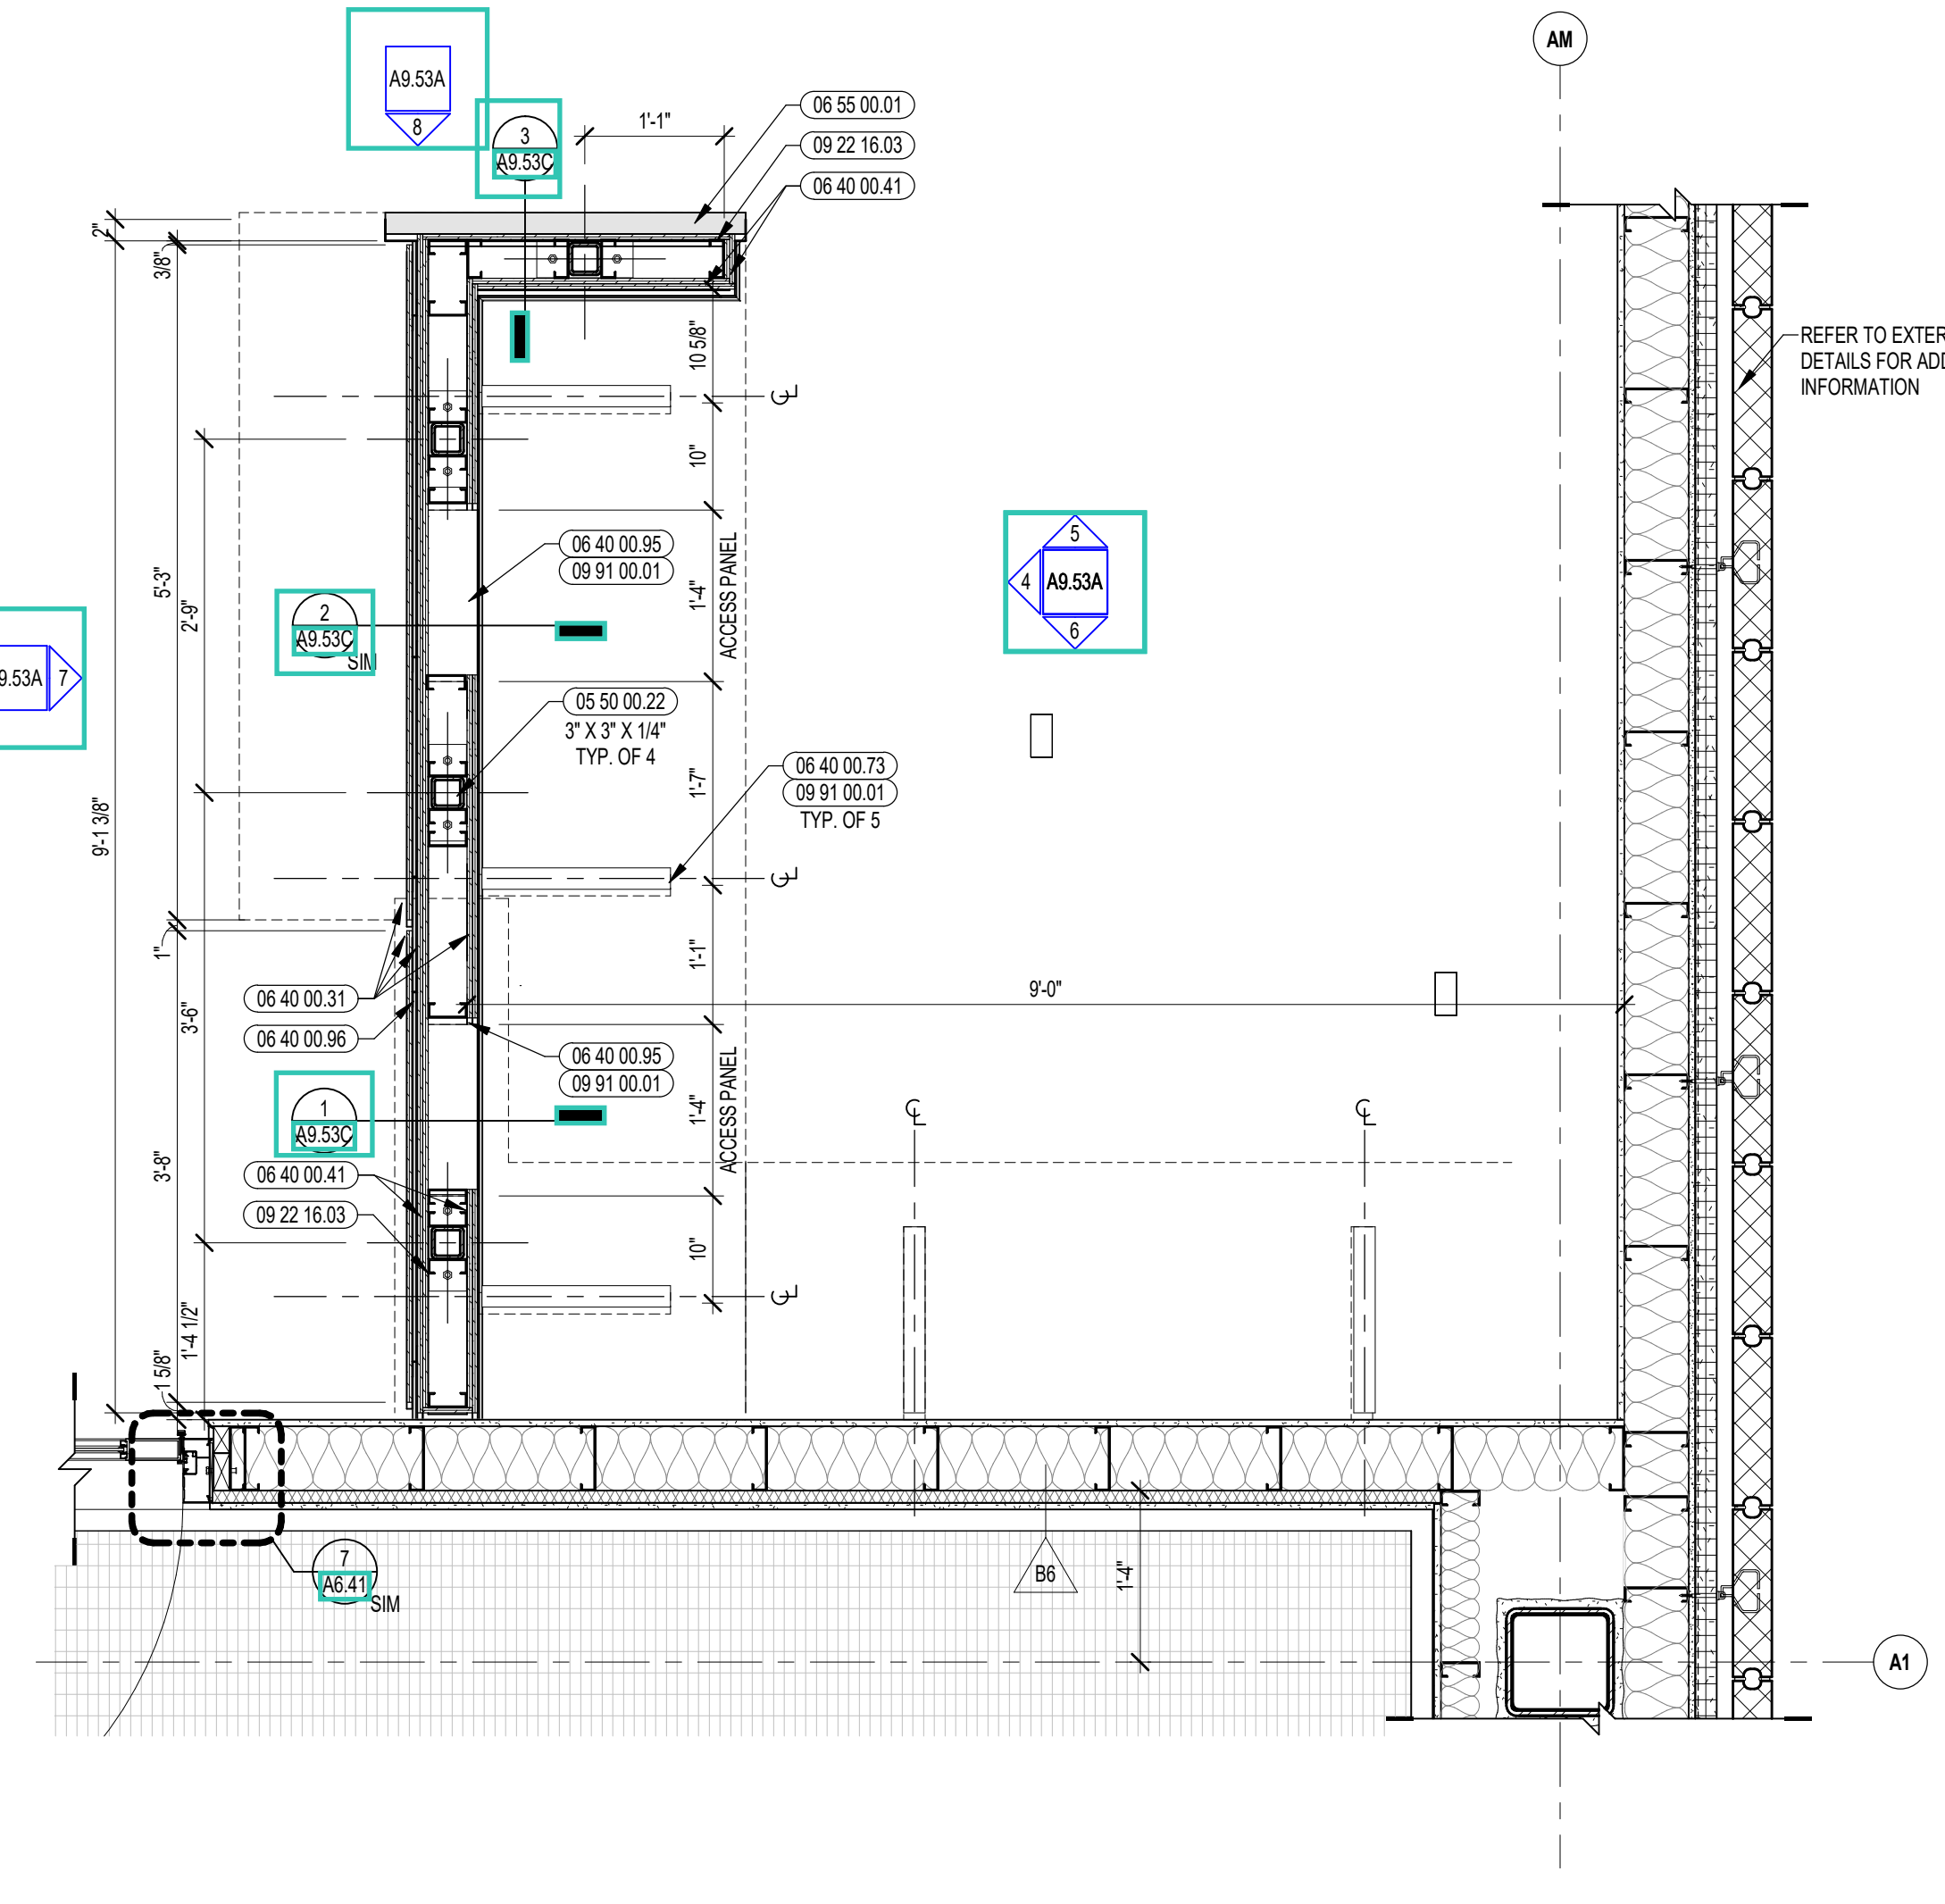 AM
A9.53A
8
3
A9.53C
1'-1"
06 55 00.01
09 22 16.03
06 40 00.41
2"
3/8"
REFER TO EXTER
DETAILS FOR ADD
INFORMATION
10 5/8"
10"
06 40 00.95
09 91 00.01
5
4
A9.53A
6
5'-3"
2'-9"
1'-4"
ACCESS PANEL
2
A9.53C
SIM
9.53A
7
05 50 00.22
3" X 3" X 1/4"
TYP. OF 4
06 40 00.73
09 91 00.01
TYP. OF 5
1'-7"
9'-1 3/8"
1"
1'-1"
06 40 00.31
9'-0"
3'-6"
06 40 00.96
06 40 00.95
09 91 00.01
1
A9.53C
1'-4"
ACCESS PANEL
3'-8"
06 40 00.41
09 22 16.03
10"
1'-4 1/2"
1 5/8"
7
A6.41
SIM
B6
1'-4"
A1